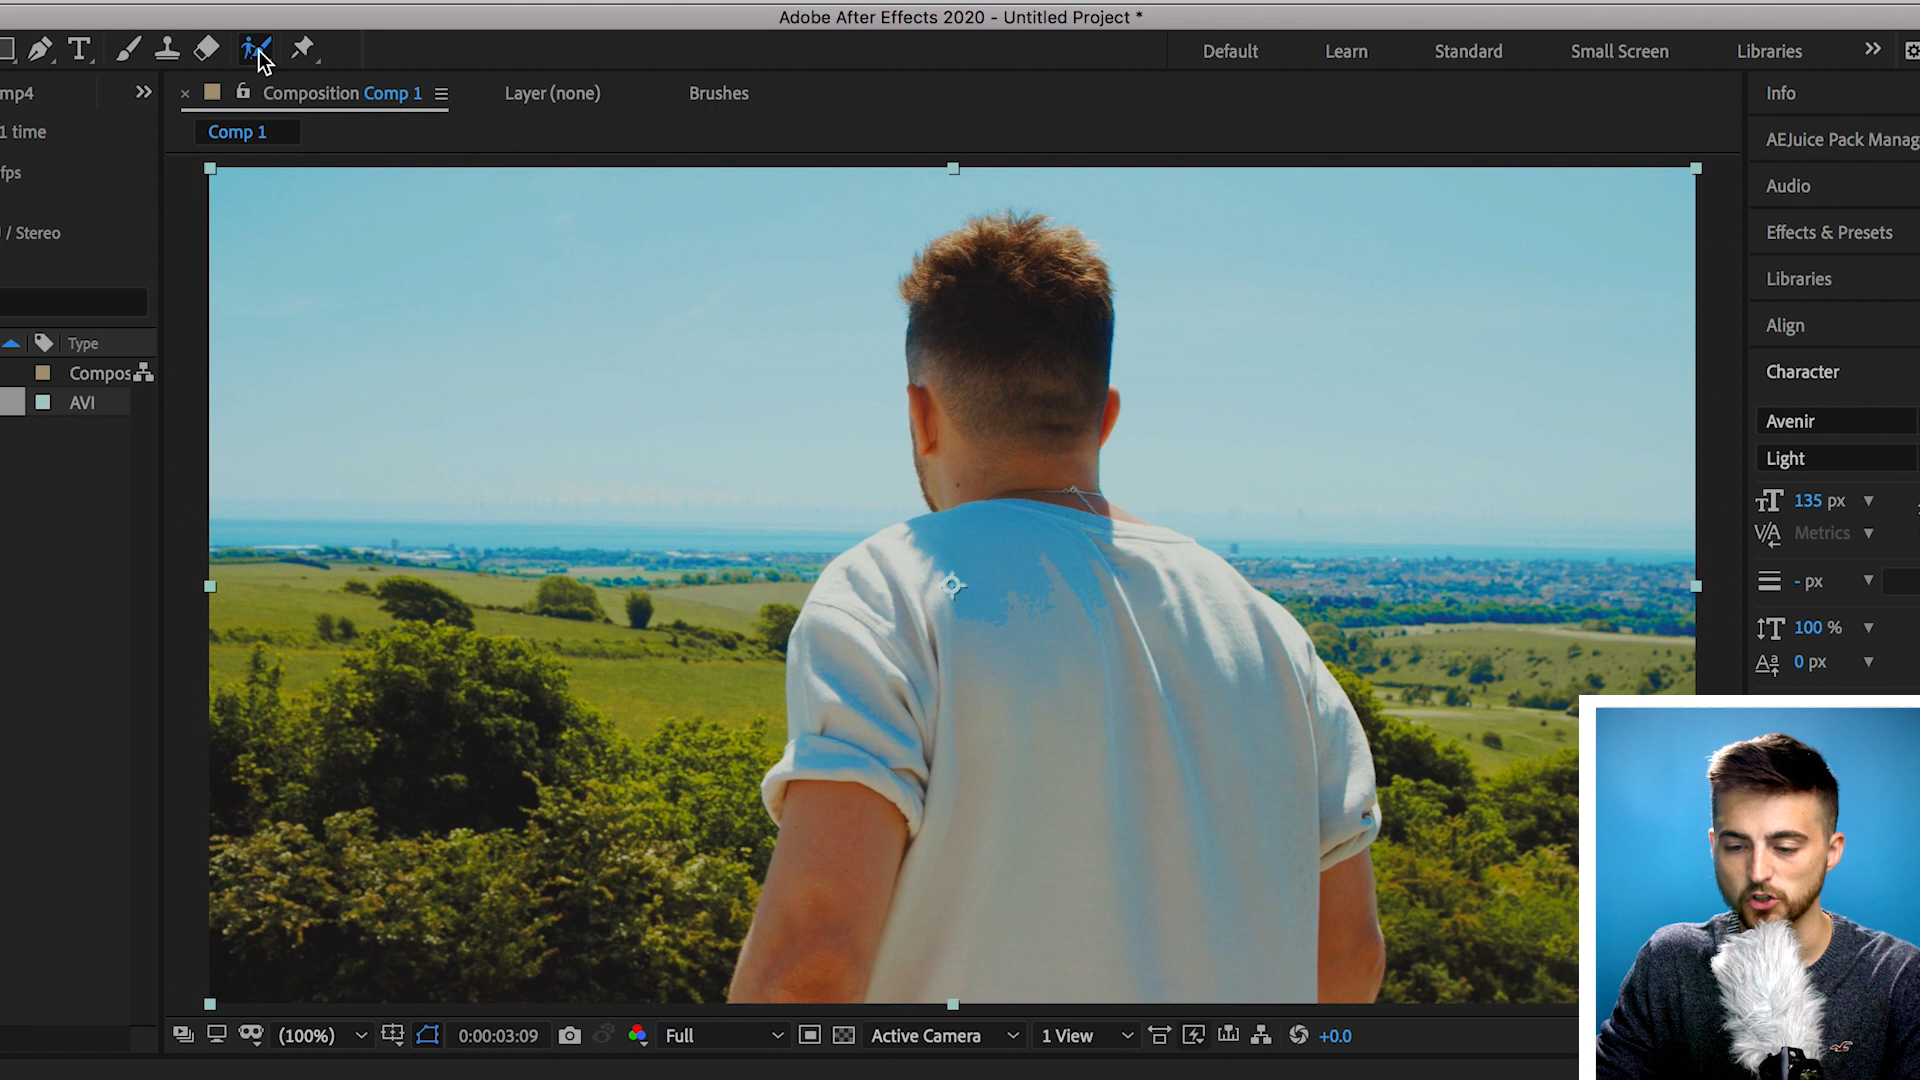 Adobe After Effects 2020 - Untitled Project *
T
Default
Learn
Standard
Small Screen
Libraries
mp4
Composition Comp 1
Layer (none)
Brushes
Info
1 time
Comp 1
AEJuice Pack Manag
fps
Audio
/ Stereo
Effects & Presets
Libraries
Align
Type
Compos
Character
AVI
Avenir
Light
135 px
Metrics
- px
100 %
0 px
(100%)
0:00:03:09
Full
Active Camera
1 View
+0.0